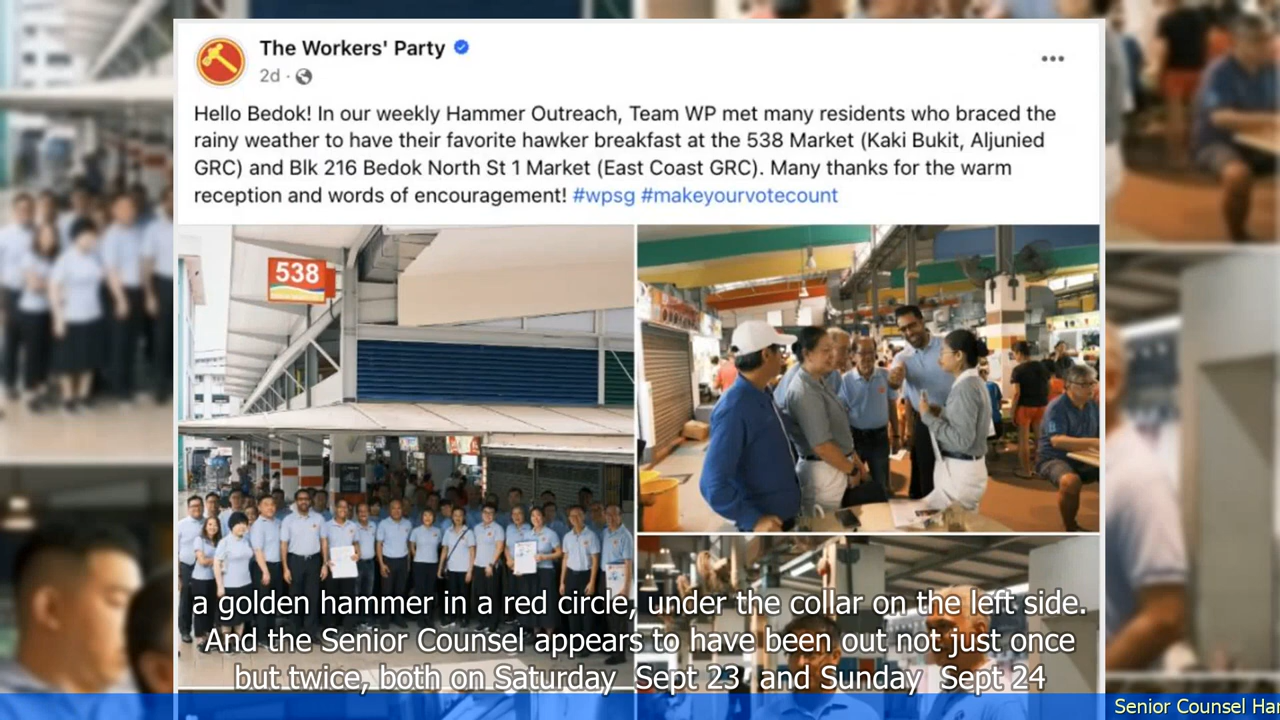 The Workers' Party
2d ·
Hello Bedok! In our weekly Hammer Outreach, Team WP met many residents who braced the
rainy weather to have their favorite hawker breakfast at the 538 Market (Kaki Bukit, Aljunied
GRC) and Blk 216 Bedok North St 1 Market (East Coast GRC). Many thanks for the warm
reception and words of encouragement! #wpsg #makeyourvotecount
538
a golden hammer in a red circle, under the collar on the left side.
And the Senior Counsel appears to have been out not just once
but twice, both on Saturday Sept 23 and Sunday Sept 24
Senior Counsel Har